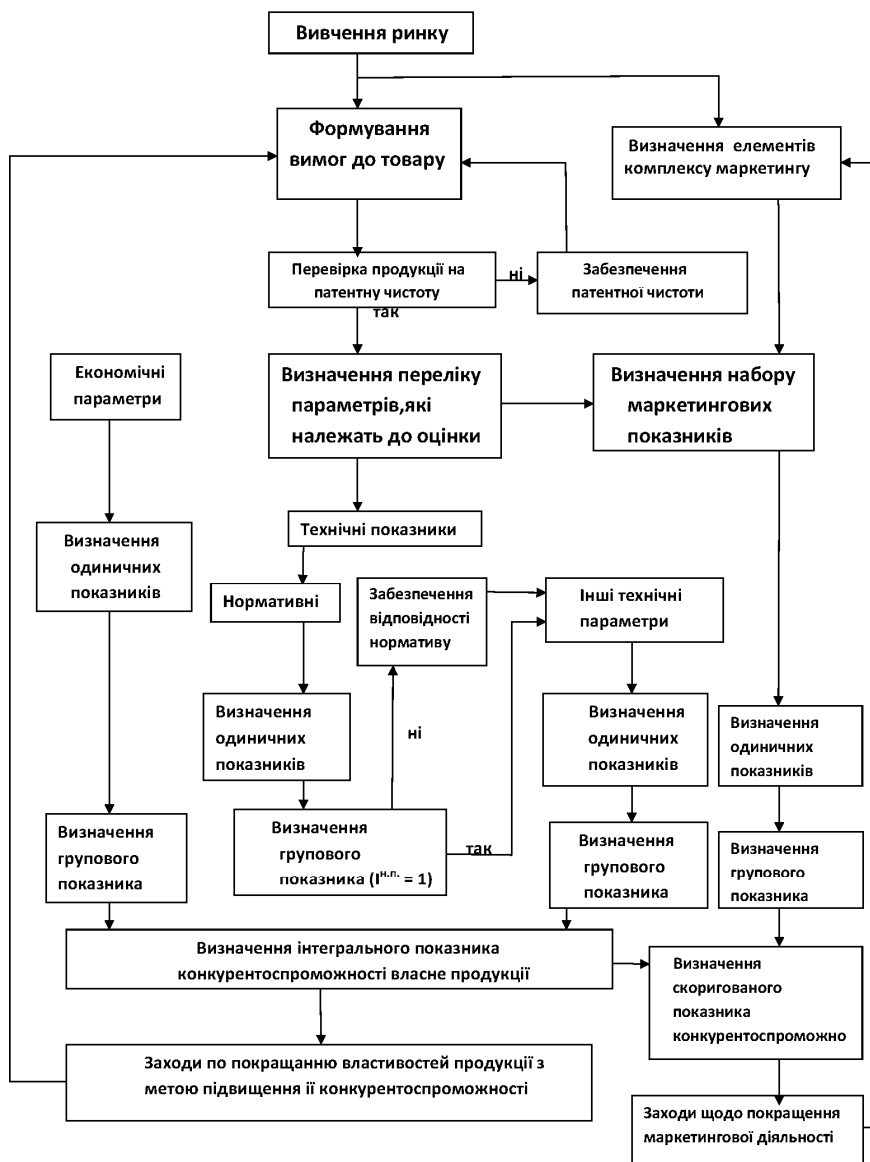 Вивчення ринку
Формування
вимог до товару
Визначення елементів
комплексу маркетингу
Перевірка продукції на
патентну чистоту
ні
Забезпечення
патентної чистоти
так
Економічні
параметри
Визначення переліку
параметрів,які
належать до оцінки
Визначення набору
маркетингових
показників
Технічні показники
Визначення
одиничних
показників
Нормативні
Забезпечення
відповідності
нормативу
Інші технічні
параметри
Визначення
одиничних
показників
ні
Визначення
одиничних
показників
Визначення
одиничних
показників
Визначення
групового
показника
Визначення
групового
показника (І^н.п. = 1)
так
Визначення
групового
показника
Визначення
групового
показника
Визначення інтегрального показника
конкурентоспроможності власне продукції
Визначення
скоригованого
показника
конкурентоспроможно
Заходи по покращанню властивостей продукції з
метою підвищення ії конкурентоспроможності
Заходи щодо покращення
маркетингової діяльності